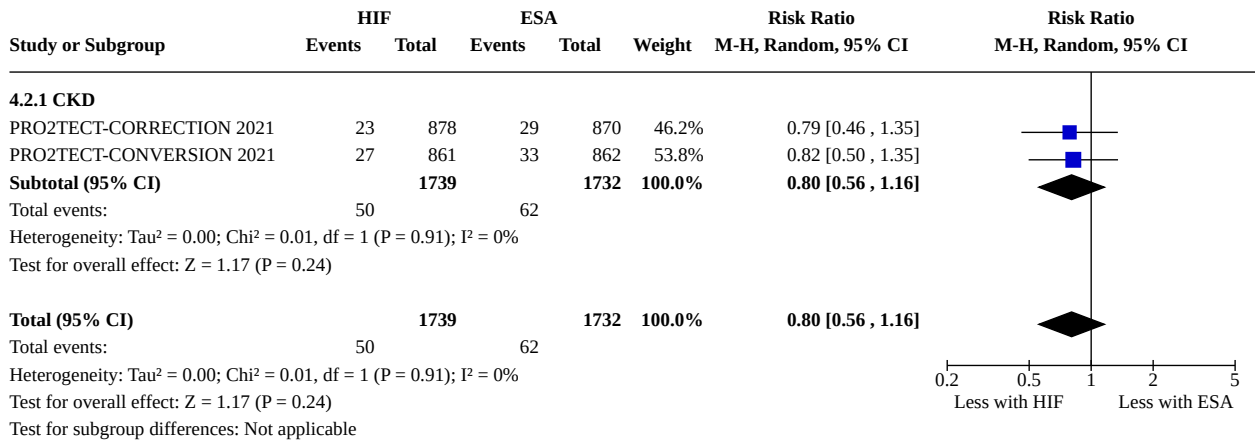 HIF ESA Risk Ratio Risk Ratio
Study or Subgroup Events Total Events Total Weight M-H, Random, 95% CI M-H, Random, 95% CI
4.2.1 CKD
PRO2TECT-CORRECTION 2021 23 878 29 870 46.2% 0.79 [0.46 , 1.35]
PRO2TECT-CONVERSION 2021 27 861 33 862 53.8% 0.82 [0.50 , 1.35]
Subtotal (95% CI) 1739 1732 100.0% 0.80 [0.56 , 1.16]
Total events: 50 62
Heterogeneity: Tau² = 0.00; Chi² = 0.01, df = 1 (P = 0.91); I² = 0%
Test for overall effect: Z = 1.17 (P = 0.24)
Total (95% CI) 1739 1732 100.0% 0.80 [0.56 , 1.16]
Total events: 50 62
Heterogeneity: Tau² = 0.00; Chi² = 0.01, df = 1 (P = 0.91); I² = 0%
0.2 0.5 1 2 5
Test for overall effect: Z = 1.17 (P = 0.24) Less with HIF Less with ESA
Test for subgroup differences: Not applicable